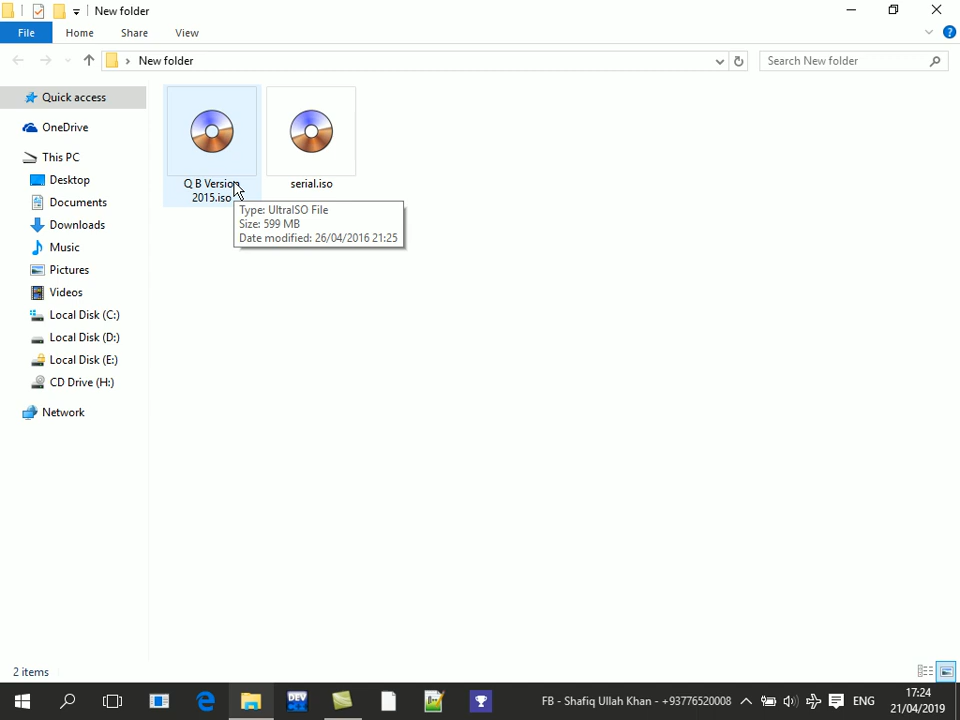 New folder
File Home Share View
New folder
Search New folder
Quick access
OneDrive
This PC
Desktop
Documents
Downloads
Music
Pictures
Videos
Local Disk (C:)
Local Disk (D:)
Local Disk (E:)
CD Drive (H:)
Network
Q B Version
2015.iso
serial.iso
Type: UltraISO File
Size: 599 MB
Date modified: 26/04/2016 21:25
2 items
DEV
FB - Shafiq Ullah Khan - +93776520008
ENG
17:24
21/04/2019